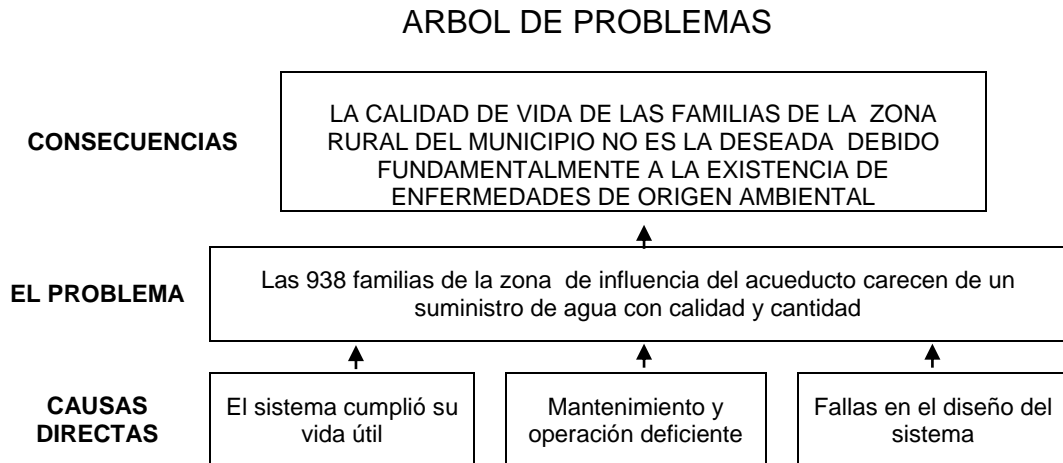 ARBOL DE PROBLEMAS
CONSECUENCIAS
LA CALIDAD DE VIDA DE LAS FAMILIAS DE LA ZONA
RURAL DEL MUNICIPIO NO ES LA DESEADA DEBIDO
FUNDAMENTALMENTE A LA EXISTENCIA DE
ENFERMEDADES DE ORIGEN AMBIENTAL
EL PROBLEMA
Las 938 familias de la zona de influencia del acueducto carecen de un
suministro de agua con calidad y cantidad
CAUSAS
DIRECTAS
El sistema cumplió su
vida útil
Mantenimiento y
operación deficiente
Fallas en el diseño del
sistema